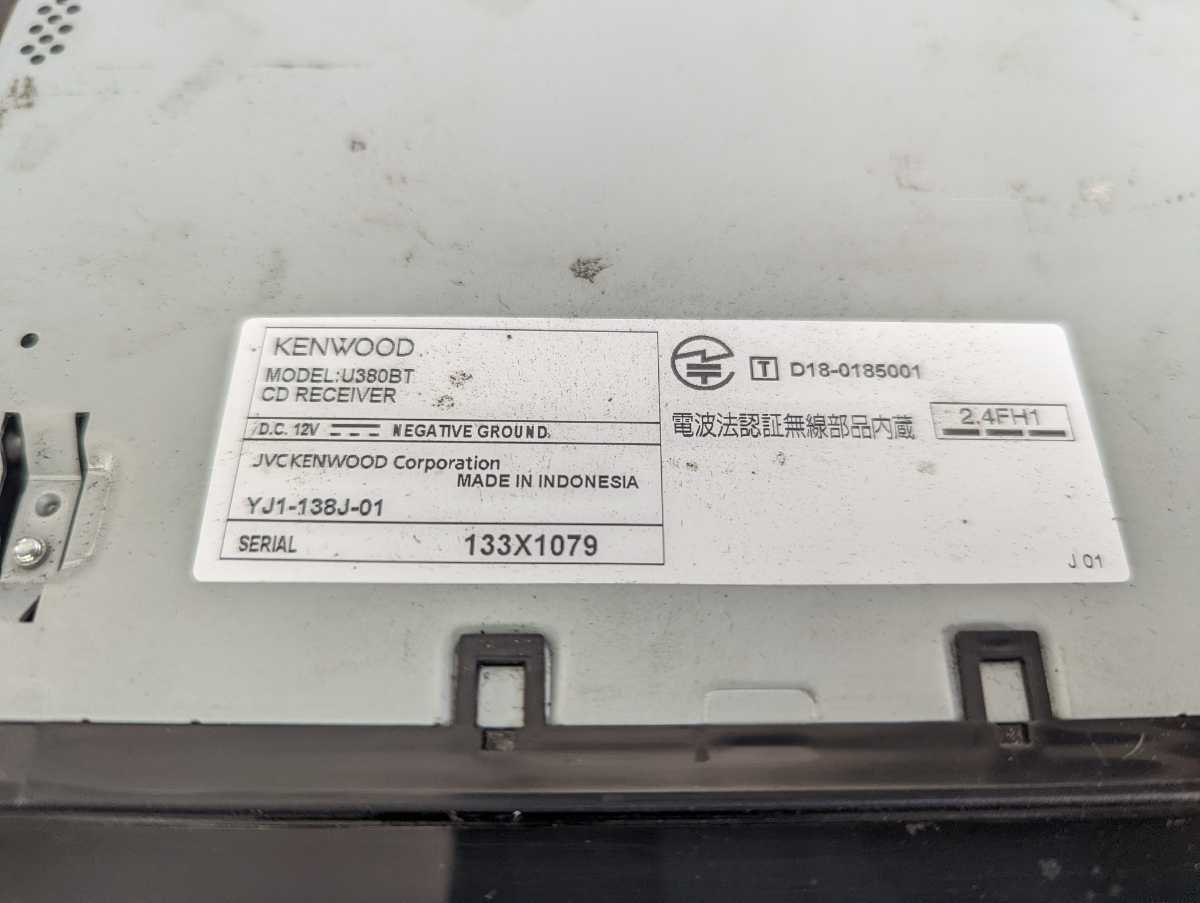 KENWOOD
MODEL:U380BT
CD RECEIVER
D.C. 12V NEGATIVE GROUND
JVCKENWOOD Corporation
MADE IN INDONESIA
YJ1-138J-01
SERIAL 133X1079
T D18-0185001
電波法認証無線部品内蔵 2.4FH1
J 01